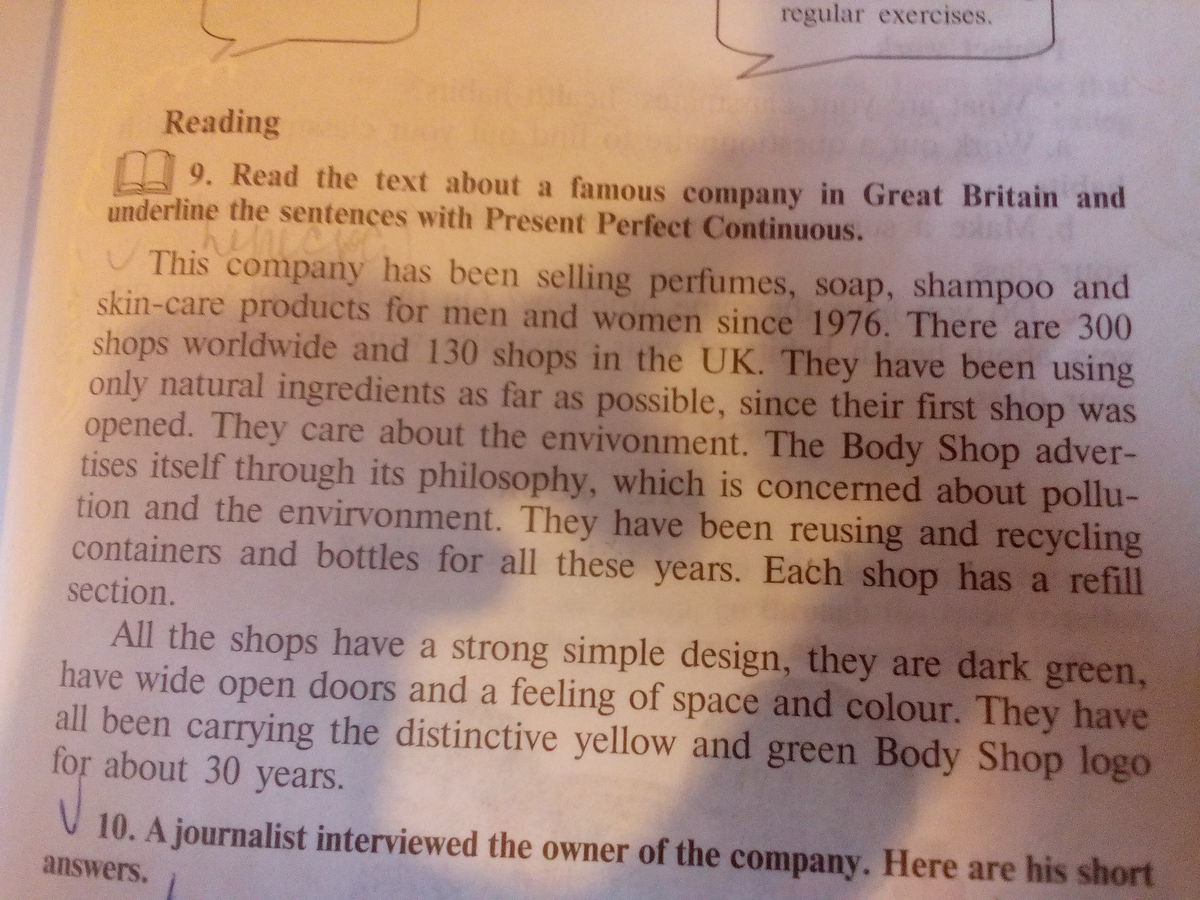 regular exercises.
Reading
9. Read the text about a famous company in Great Britain and
underline the sentences with Present Perfect Continuous.
This company has been selling perfumes, soap, shampoo and
skin-care products for men and women since 1976. There are 300
shops worldwide and 130 shops in the UK. They have been using
only natural ingredients as far as possible, since their first shop was
opened. They care about the envivonment. The Body Shop adver-
tises itself through its philosophy, which is concerned about pollu-
tion and the envirvonment. They have been reusing and recycling
containers and bottles for all these years. Each shop has a refill
section.
All the shops have a strong simple design, they are dark green,
have wide open doors and a feeling of space and colour. They have
all been carrying the distinctive yellow and green Body Shop logo
for about 30 years.
10. A journalist interviewed the owner of the company. Here are his short
answers.